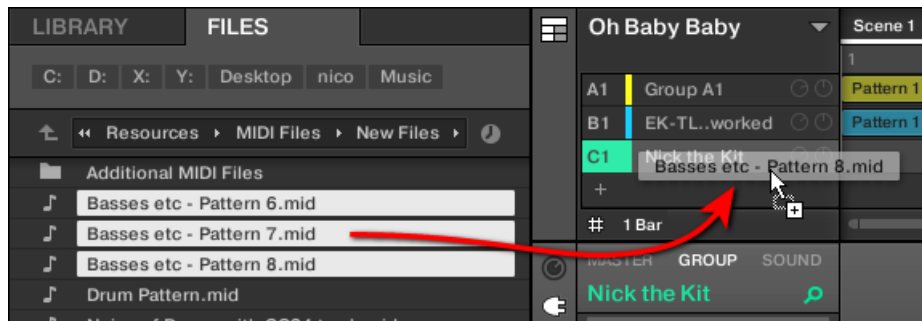 LIBRARY FILES
C: D: X: Y: Desktop nico Music
Resources MIDI Files New Files
Additional MIDI Files
Basses etc - Pattern 6.mid
Basses etc - Pattern 7.mid
Basses etc - Pattern 8.mid
Drum Pattern.mid
Oh Baby Baby
Scene 1
1
A1 Group A1 Pattern 1
B1 EK-TL..worked Pattern 1
C1 Nick the Kit
Basses etc - Pattern 8.mid
+
1 Bar
MASTER GROUP SOUND
Nick the Kit